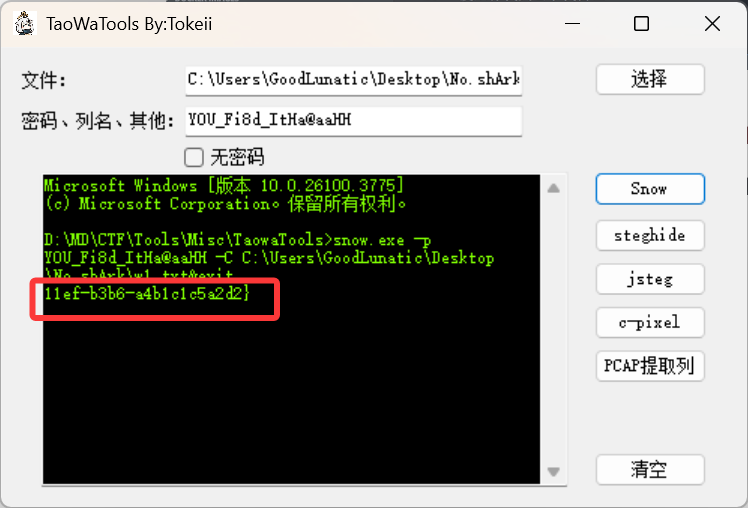 TaoWaTools By:Tokeii
文件：
C:\Users\GoodLunatic\Desktop\No.shArk
选择
密码、列名、其他：
YOU_Fi8d_ItHa@aaHH
无密码
Microsoft Windows [版本 10.0.26100.3775]
(c) Microsoft Corporation。保留所有权利。
D:\MD\CTF\Tools\Misc\TaowaTools>snow.exe -p
YOU_Fi8d_ItHa@aaHH -C C:\Users\GoodLunatic\Desktop
\No.shArk\w1.txt&exit
11ef-b3b6-a4b1c1c5a2d2}
Snow
steghide
jsteg
c-pixel
PCAP提取列
清空